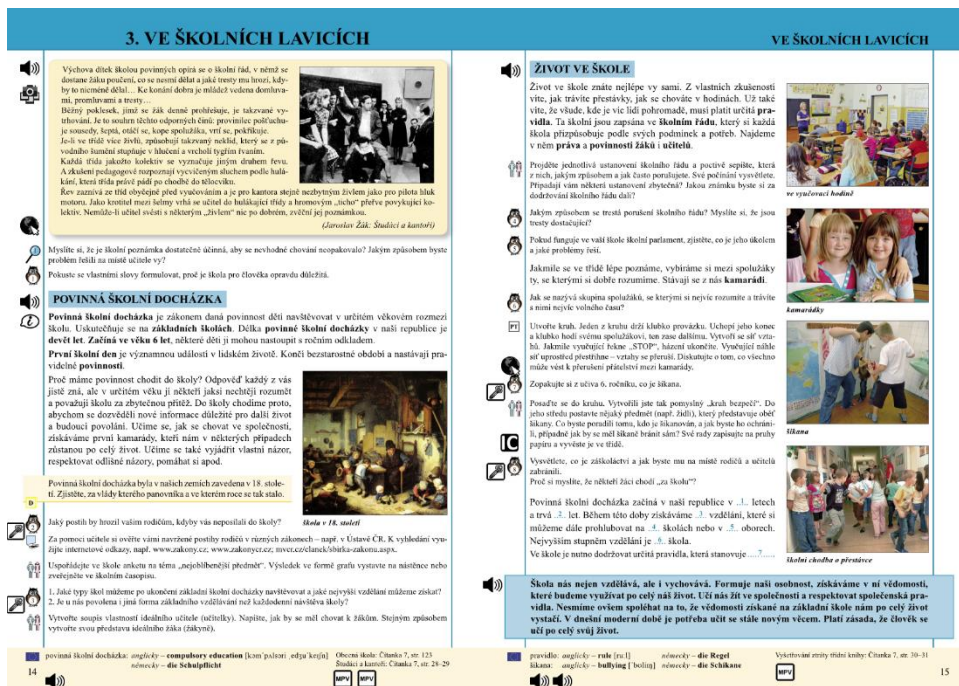 3. VE ŠKOLNÍCH LAVICÍCH
Výchova dítek školou povinných opírá se o školní řád, v němž se
dostane žáku poučení, co se nesmí dělat a jaké tresty mu hrozí, kdy-
by to nicméně dělal… Ke konání dobra je mládež vedena domluva-
mi, promluvami a tresty…
Běžný poklesek, jímž se žák denně prohřešuje, je takzvané vy-
trhování. Je to souhrn těchto odporných činů: provinilec pošťuchu-
je sousedy, šeptá, otáčí se, kope spolužáka, vrtí se, pokřikuje.
Je-li ve třídě více živlů, způsobují takzvaný neklid, který se z pů-
vodního šumění stupňuje v hlučení a vrcholí tygřím řvaním.
Každá třída jakožto kolektiv se vyznačuje jiným druhem řevu.
A zkušení pedagogové rozpoznají vycvičeným sluchem podle hulá-
kání, která třída právě pádí po chodbě do tělocviku.
Řev zaznívá ze tříd obyčejně před vyučováním a je pro kantora stejně nezbytným živlem jako pro pilota hluk
motoru. Jako krotitel mezi šelmy vrhá se učitel do hulákající třídy a hromovým „ticho“ přeřve povykující ko-
lektiv. Nemůže-li učitel svésti s některým „živlem“ nic po dobrém, zvěční jej poznámkou.
(Jaroslav Žák: Študáci a kantoři)
Myslíte si, že je školní poznámka dostatečně účinná, aby se nevhodné chování neopakovalo? Jakým způsobem byste
problém řešili na místě učitele vy?
Pokuste se vlastními slovy formulovat, proč je škola pro člověka opravdu důležitá.
POVINNÁ ŠKOLNÍ DOCHÁZKA
Povinná školní docházka je zákonem daná povinnost dětí navštěvovat v určitém věkovém rozmezí
školu. Uskutečňuje se na základních školách. Délka povinné školní docházky v naší republice je
devět let. Začíná ve věku 6 let, některé děti ji mohou nastoupit s ročním odkladem.
První školní den je významnou událostí v lidském životě. Končí bezstarostné období a nastávají pra-
videlné povinnosti.
Proč máme povinnost chodit do školy? Odpověď každý z vás
jistě zná, ale v určitém věku ji někteří jaksi nechtějí rozumět
a považují školu za zbytečnou přítěž. Do školy chodíme proto,
abychom se dozvěděli nové informace důležité pro další život
a budoucí povolání. Učíme se, jak se chovat ve společnosti,
získáváme první kamarády, kteří nám v některých případech
zůstanou po celý život. Učíme se také vyjádřit vlastní názor,
respektovat odlišné názory, pomáhat si apod.
Povinná školní docházka byla v našich zemích zavedena v 18. stole-
tí. Zjistěte, za vlády kterého panovníka a ve kterém roce se tak stalo.
škola v 18. století
Jaký postih by hrozil vašim rodičům, kdyby vás neposílali do školy?
Za pomoci učitele si ověřte vámi navržené postihy rodičů v různých zákonech – např. v Ústavě ČR. K vyhledání vyu-
žijte internetové odkazy, např. www.zakony.cz; www.zakonycr.cz; mvcr.cz/clanek/sbirka-zakonu.aspx.
Uspořádejte ve škole anketu na téma „nejoblíbenější předmět“. Výsledek ve formě grafu vystavte na nástěnce nebo
zveřejněte ve školním časopisu.
1. Jaké typy škol můžeme po ukončení základní školní docházky navštěvovat a jaké nejvyšší vzdělání můžeme získat?
2. Je u nás povolena i jiná forma základního vzdělávání než každodenní návštěva školy?
Vytvořte soupis vlastností ideálního učitele (učitelky). Napište, jak by se měl chovat k žákům. Stejným způsobem
vytvořte svou představu ideálního žáka (žákyně).
povinná školní docházka: anglicky – compulsory education
německy – die Schulpflicht
Obecná škola: Čítanka 7, str. 123
Študáci a kantoři: Čítanka 7, str. 28–29
MPV MPV
14
VE ŠKOLNÍCH LAVICÍCH
ŽIVOT VE ŠKOLE
Život ve škole znáte nejlépe vy sami. Z vlastních zkušeností
víte, jak trávíte přestávky, jak se chováte v hodinách. Už také
víte, že všude, kde je víc lidí pohromadě, musí platit určitá pra-
vidla. Ta školní jsou zapsána ve školním řádu, který si každá
škola přizpůsobuje podle svých podmínek a potřeb. Najdeme
v něm práva a povinnosti žáků i učitelů.
Projděte jednotlivá ustanovení školního řádu a poctivě sepište, která
z nich, jakým způsobem a jak často porušujete. Své počínání vysvětlete.
Připadají vám některá ustanovení zbytečná? Jakou známku byste si za
dodržování školního řádu dali?
Jakým způsobem se trestá porušení školního řádu? Myslíte si, že jsou
tresty dostačující?
Pokud funguje ve vaší škole školní parlament, zjistěte, co je jeho úkolem
a jaké problémy řeší.
Jakmile se ve třídě lépe poznáme, vybíráme si mezi spolužáky
ty, se kterými si dobře rozumíme. Stávají se z nás kamarádi.
Jak se nazývá skupina spolužáků, se kterými si nejvíc rozumíte a trávíte
s nimi nejvíc volného času?
PT
Utvořte kruh. Jeden z kruhu drží klubko provázku. Uchopí jeho konec
a klubko hodí svému spolužákovi, ten zase dalšímu. Vytvoří se síť vzta-
hů. Jakmile vyučující řekne „STOP“, házení ukončíte. Vyučující náhle
síť uprostřed přestřihne – vztahy se přeruší. Diskutujte o tom, co všechno
může vést k přerušení přátelství mezi kamarády.
Zopakujte si z učiva 6. ročníku, co je šikana.
Posaďte se do kruhu. Vytvořili jste tak pomyslný „kruh bezpečí“. Do
jeho středu postavte nějaký předmět (např. židli), který představuje oběť
šikany. Co byste poradili tomu, kdo je šikanován, a jak byste ho ochráni-
li, případně jak by se měl šikaně bránit sám? Své rady zapisujte na pruhy
papíru a vyvěste je ve třídě.
Vysvětlete, co je záškoláctví a jak byste mu na místě rodičů a učitelů
zabránili.
Proč si myslíte, že někteří žáci chodí „za školu“?
Povinná školní docházka začíná v naší republice v ..1.. letech
a trvá ..2.. let. Během této doby získáváme ..3.. vzdělání, které si
můžeme dále prohlubovat na ..4.. školách nebo v ..5.. oborech.
Nejvyšším stupněm vzdělání je ..6.. škola.
Ve škole je nutno dodržovat určitá pravidla, která stanovuje ....7.....
ve vyučovací hodině
kamarádky
šikana
školní chodba o přestávce
Škola nás nejen vzdělává, ale i vychovává. Formuje naši osobnost, získáváme v ní vědomosti,
které budeme využívat po celý náš život. Učí nás žít ve společnosti a respektovat společenská pra-
vidla. Nesmíme ovšem spoléhat na to, že vědomosti získané na základní škole nám po celý život
vystačí. V dnešní moderní době je potřeba učit se stále novým věcem. Platí zásada, že člověk se
učí po celý svůj život.
pravidlo: anglicky – rule [ru:l] německy – die Regel
šikana: anglicky – bullying německy – die Schikane
Vyšetřování ztráty třídní knihy: Čítanka 7, str. 30–31
MPV
15